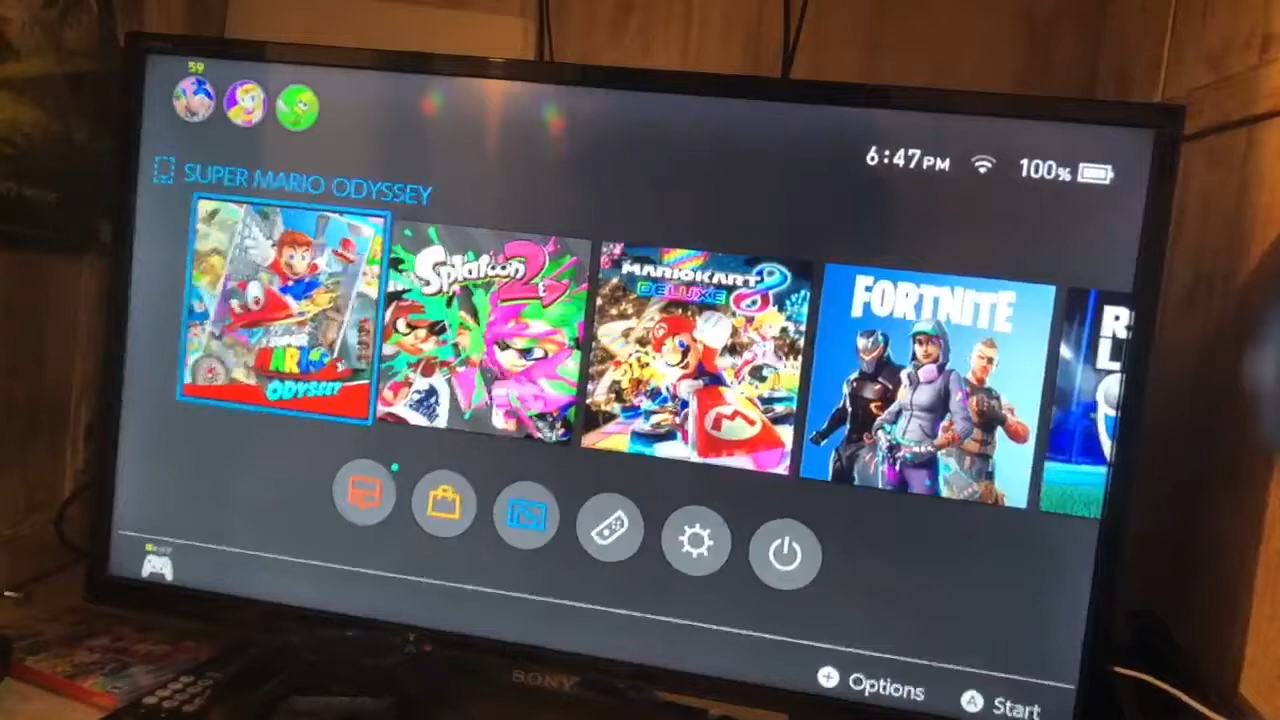 59
6:47PM
100%
SUPER MARIO ODYSSEY
SUPER
MARIO
ODYSSEY
Splatoon 2
MARIOKART 8
DELUXE
M
FORTNITE
SONY
+ Options
A Start